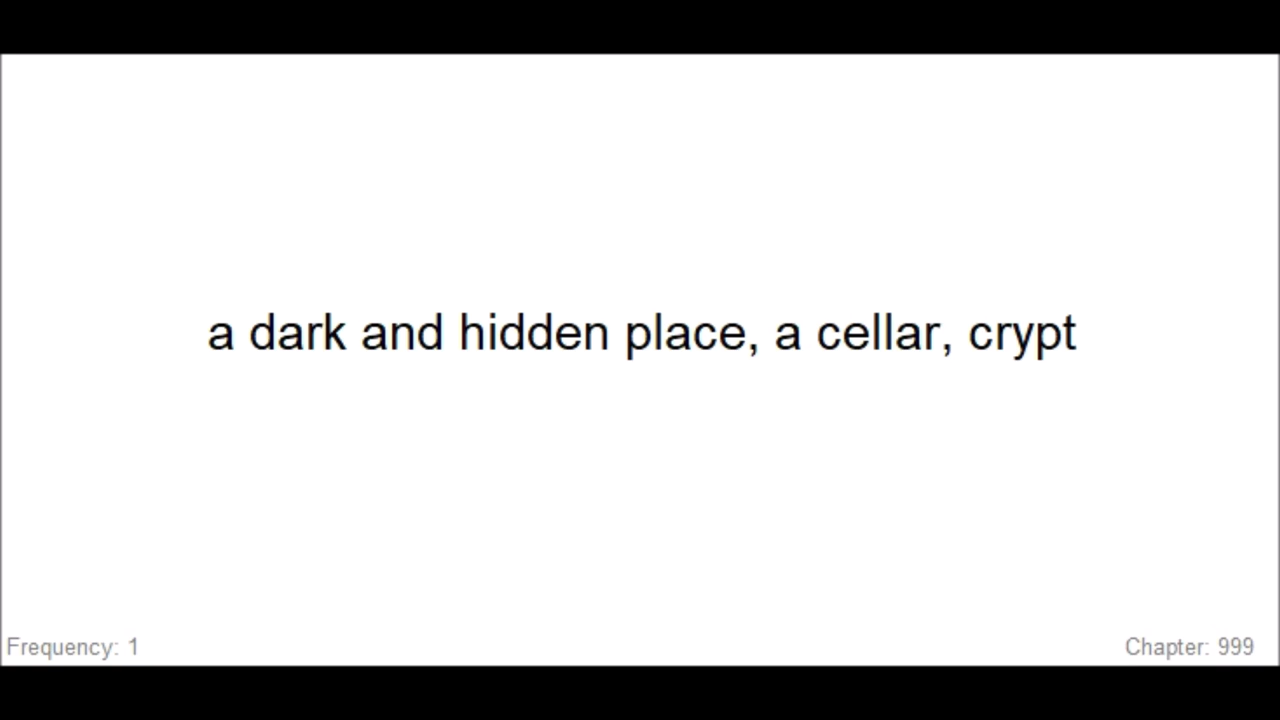 a dark and hidden place, a cellar, crypt
Frequency: 1
Chapter: 999